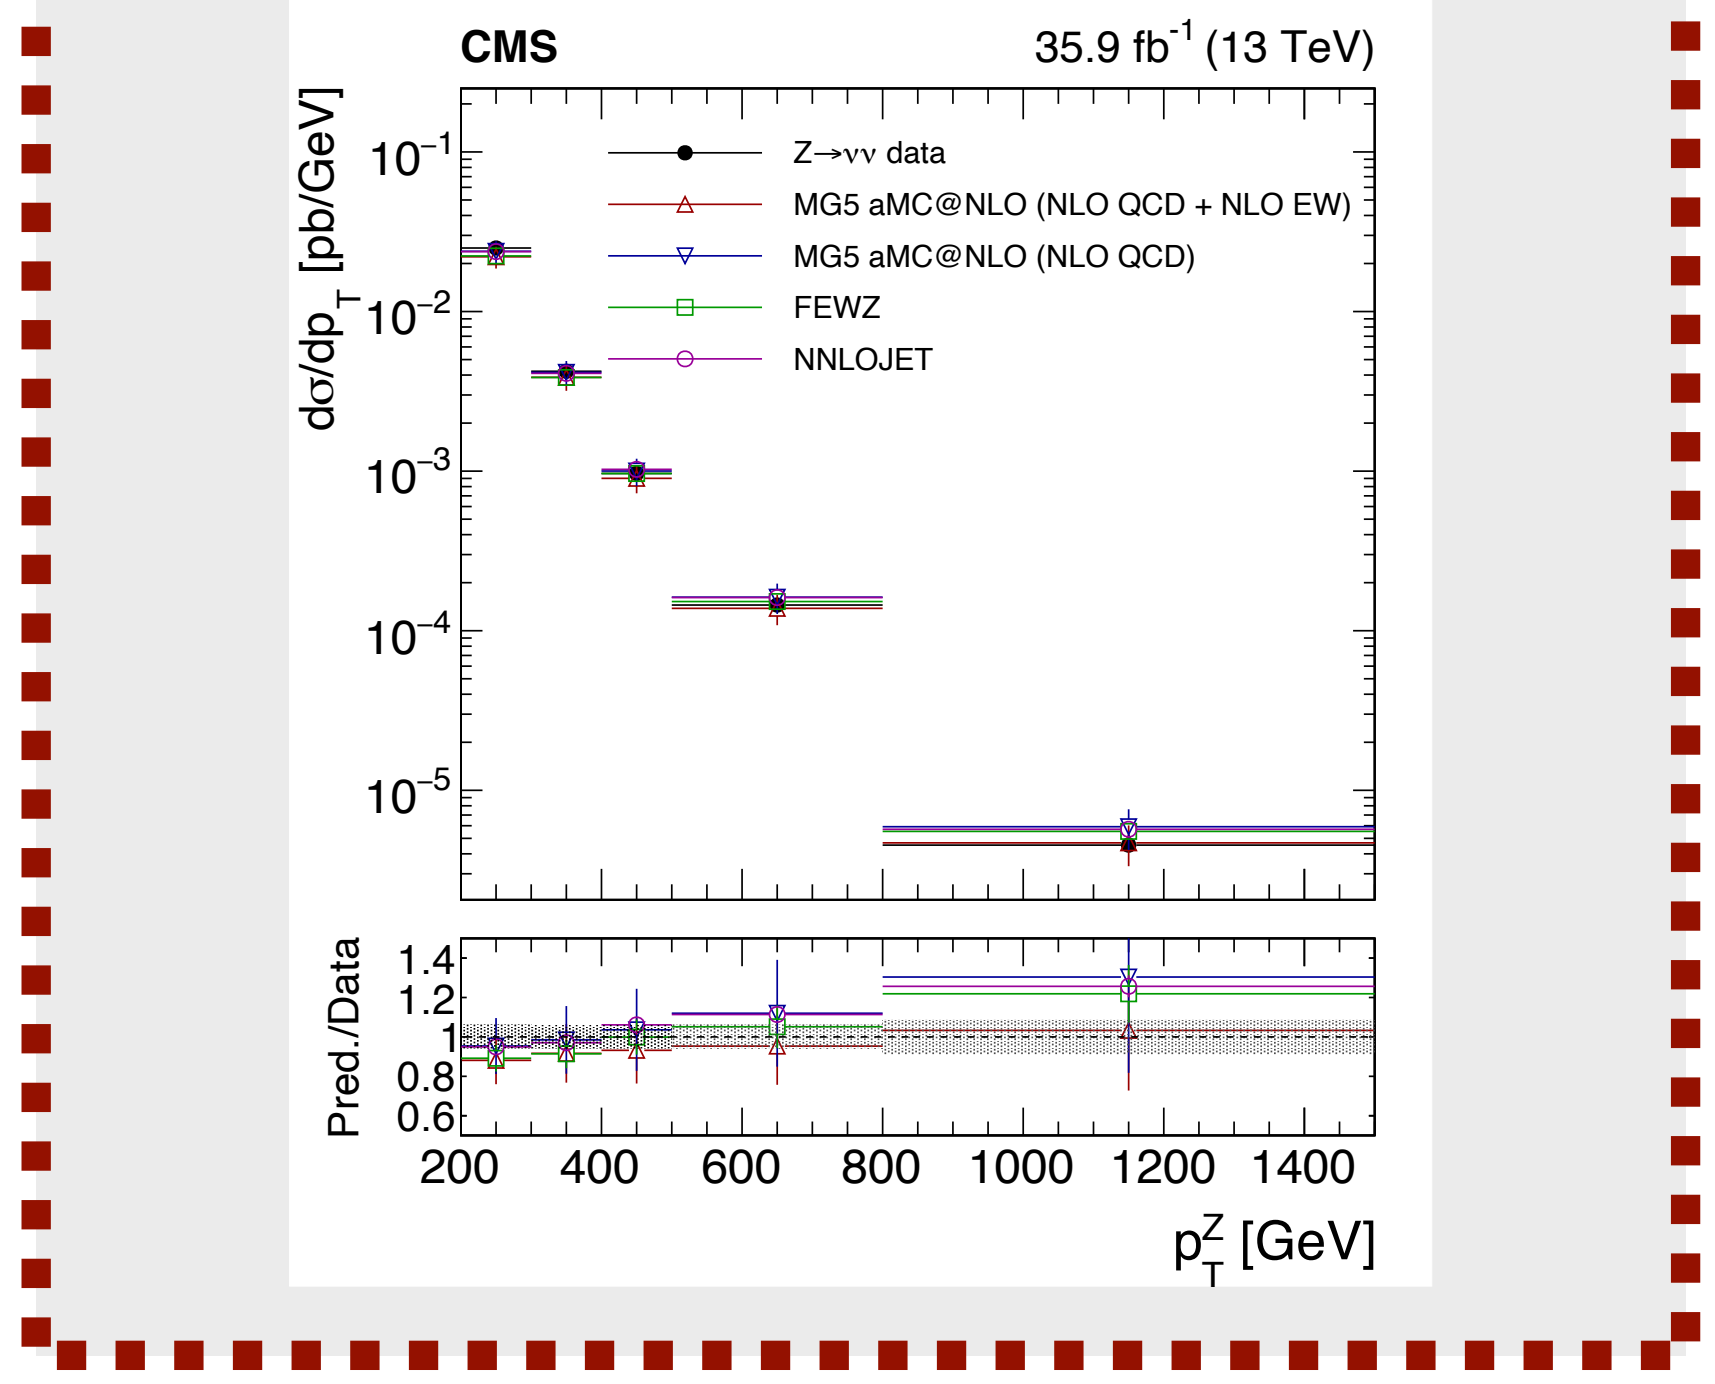 CMS 35.9 fb⁻¹ (13 TeV)
dσ/dp_T [pb/GeV]
10⁻¹
10⁻²
10⁻³
10⁻⁴
10⁻⁵
Z→νν data
MG5 aMC@NLO (NLO QCD + NLO EW)
MG5 aMC@NLO (NLO QCD)
FEWZ
NNLOJET
Pred./Data
1.4
1.2
1
0.8
0.6
200 400 600 800 1000 1200 1400
p_T^Z [GeV]